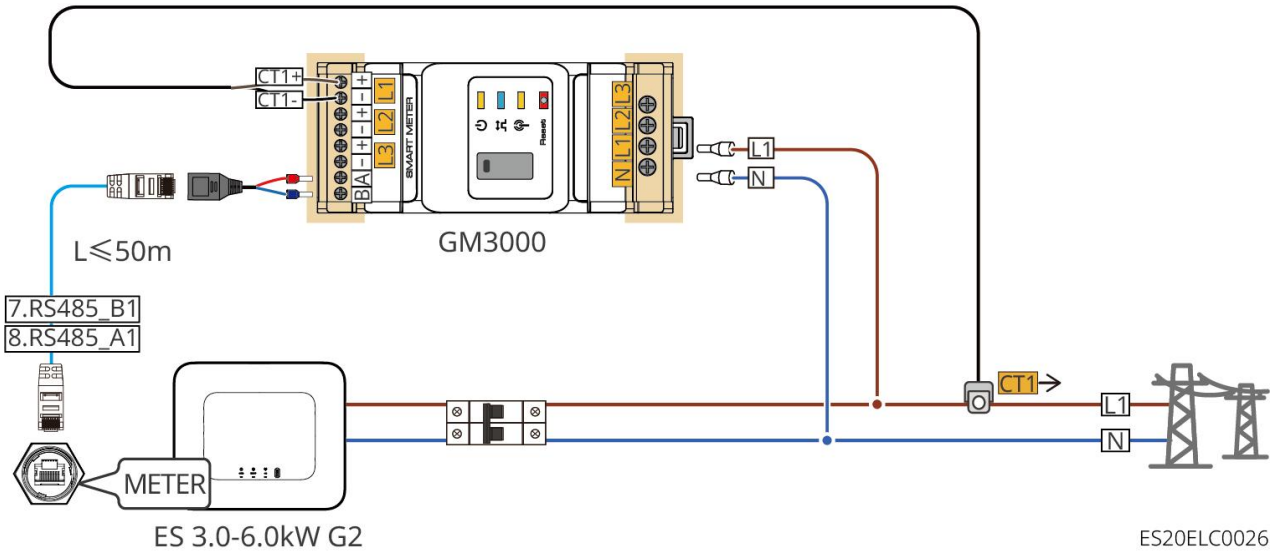 CT1+
CT1-
+
-
+
-
+
-
A
B
L1
L2
L3
SMART METER
Reset
L3
L2
L1
N
L1
N
GM3000
L≤50m
7.RS485_B1
8.RS485_A1
CT1
L1
N
METER
ES 3.0-6.0kW G2
ES20ELC0026